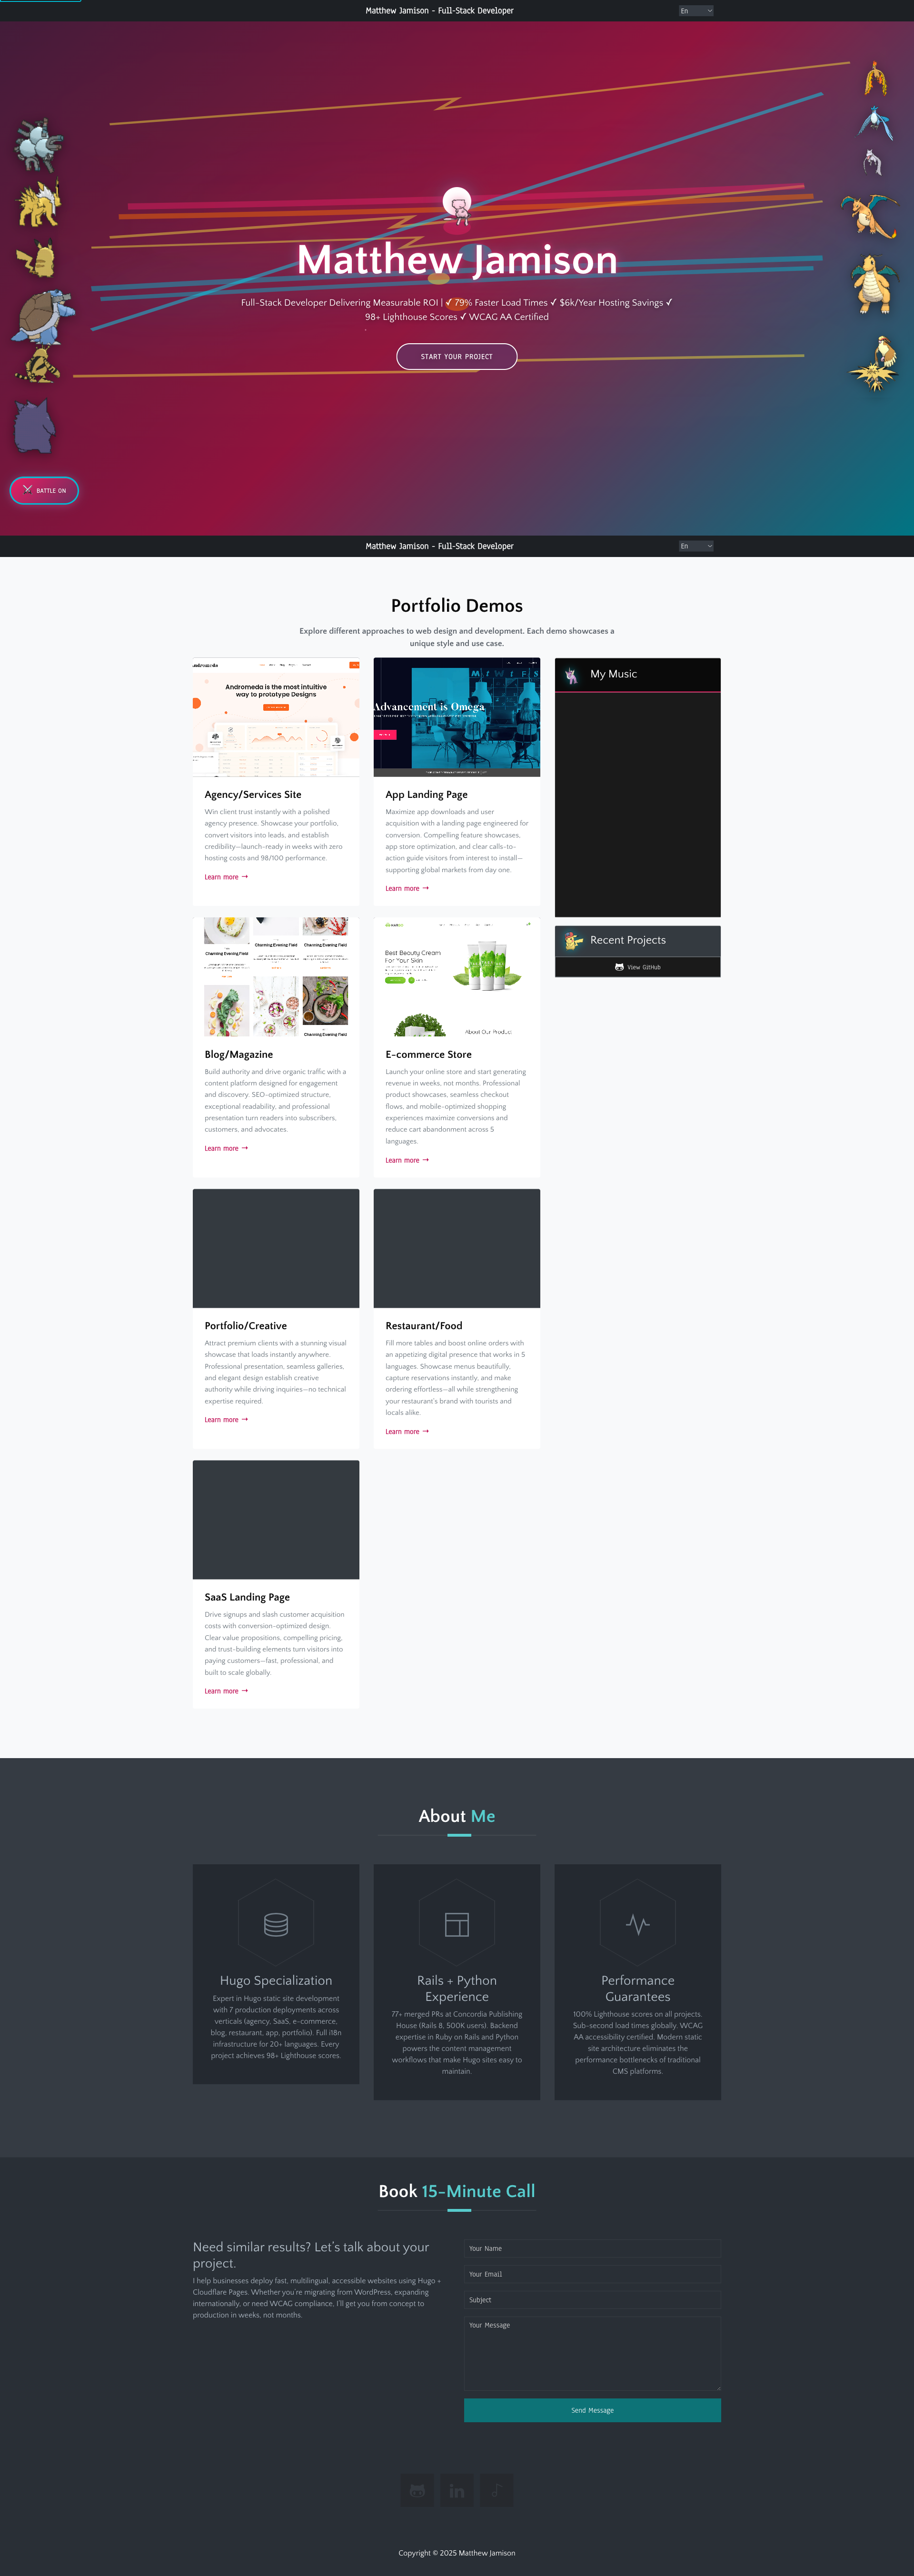 Matthew Jamison - Full-Stack Developer
En
Matthew Jamison
Full-Stack Developer Delivering Measurable ROI | ✓ 79% Faster Load Times ✓ $6k/Year Hosting Savings ✓
98+ Lighthouse Scores ✓ WCAG AA Certified
START YOUR PROJECT
BATTLE ON
Matthew Jamison - Full-Stack Developer
En
Portfolio Demos
Explore different approaches to web design and development. Each demo showcases a
unique style and use case.
Andromeda is the most intuitive
way to prototype Designs
Agency/Services Site
Win client trust instantly with a polished
agency presence. Showcase your portfolio,
convert visitors into leads, and establish
credibility—launch-ready in weeks with zero
hosting costs and 98/100 performance.
Learn more →
Advancement is Omega
App Landing Page
Maximize app downloads and user
acquisition with a landing page engineered for
conversion. Compelling feature showcases,
app store optimization, and clear calls-to-
action guide visitors from interest to install—
supporting global markets from day one.
Learn more →
My Music
Recent Projects
View GitHub
Charming Evening Field
Charming Evening Field
Charming Evening Field
Charming Evening Field
Blog/Magazine
Build authority and drive organic traffic with a
content platform designed for engagement
and discovery. SEO-optimized structure,
exceptional readability, and professional
presentation turn readers into subscribers,
customers, and advocates.
Learn more →
Best Beauty Cream
For Your Skin
About Our Product
E-commerce Store
Launch your online store and start generating
revenue in weeks, not months. Professional
product showcases, seamless checkout
flows, and mobile-optimized shopping
experiences maximize conversions and
reduce cart abandonment across 5
languages.
Learn more →
Portfolio/Creative
Attract premium clients with a stunning visual
showcase that loads instantly anywhere.
Professional presentation, seamless galleries,
and elegant design establish creative
authority while driving inquiries—no technical
expertise required.
Learn more →
Restaurant/Food
Fill more tables and boost online orders with
an appetizing digital presence that works in 5
languages. Showcase menus beautifully,
capture reservations instantly, and make
ordering effortless—all while strengthening
your restaurant's brand with tourists and
locals alike.
Learn more →
SaaS Landing Page
Drive signups and slash customer acquisition
costs with conversion-optimized design.
Clear value propositions, compelling pricing,
and trust-building elements turn visitors into
paying customers—fast, professional, and
built to scale globally.
Learn more →
About Me
Hugo Specialization
Expert in Hugo static site development
with 7 production deployments across
verticals (agency, SaaS, e-commerce,
blog, restaurant, app, portfolio). Full i18n
infrastructure for 20+ languages. Every
project achieves 98+ Lighthouse scores.
Rails + Python
Experience
77+ merged PRs at Concordia Publishing
House (Rails 8, 500K users). Backend
expertise in Ruby on Rails and Python
powers the content management
workflows that make Hugo sites easy to
maintain.
Performance
Guarantees
100% Lighthouse scores on all projects.
Sub-second load times globally. WCAG
AA accessibility certified. Modern static
site architecture eliminates the
performance bottlenecks of traditional
CMS platforms.
Book 15-Minute Call
Need similar results? Let's talk about your
project.
I help businesses deploy fast, multilingual, accessible websites using Hugo +
Cloudflare Pages. Whether you're migrating from WordPress, expanding
internationally, or need WCAG compliance, I'll get you from concept to
production in weeks, not months.
Your Name
Your Email
Subject
Your Message
Send Message
Copyright © 2025 Matthew Jamison